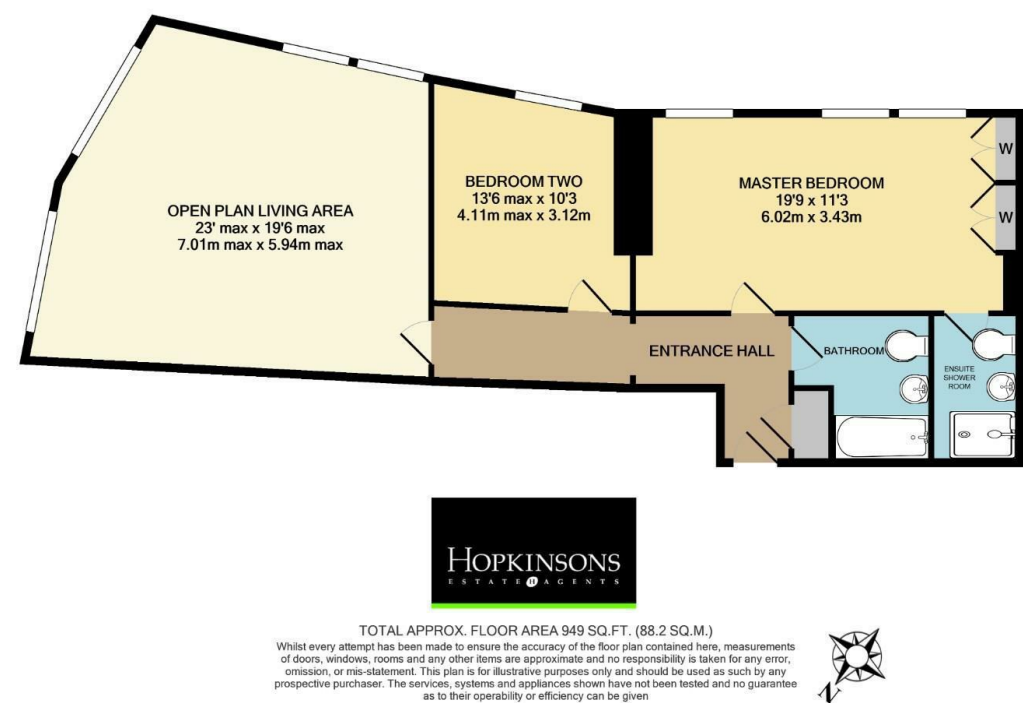 OPEN PLAN LIVING AREA
23' max x 19'6 max
7.01m max x 5.94m max
BEDROOM TWO
13'6 max x 10'3
4.11m max x 3.12m
MASTER BEDROOM
19'9 x 11'3
6.02m x 3.43m
W
W
ENTRANCE HALL
BATHROOM
ENSUITE
SHOWER
ROOM
HOPKINSONS
ESTATE H AGENTS
TOTAL APPROX. FLOOR AREA 949 SQ.FT. (88.2 SQ.M.)
Whilst every attempt has been made to ensure the accuracy of the floor plan contained here, measurements
of doors, windows, rooms and any other items are approximate and no responsibility is taken for any error,
omission, or mis-statement. This plan is for illustrative purposes only and should be used as such by any
prospective purchaser. The services, systems and appliances shown have not been tested and no guarantee
as to their operability or efficiency can be given
N